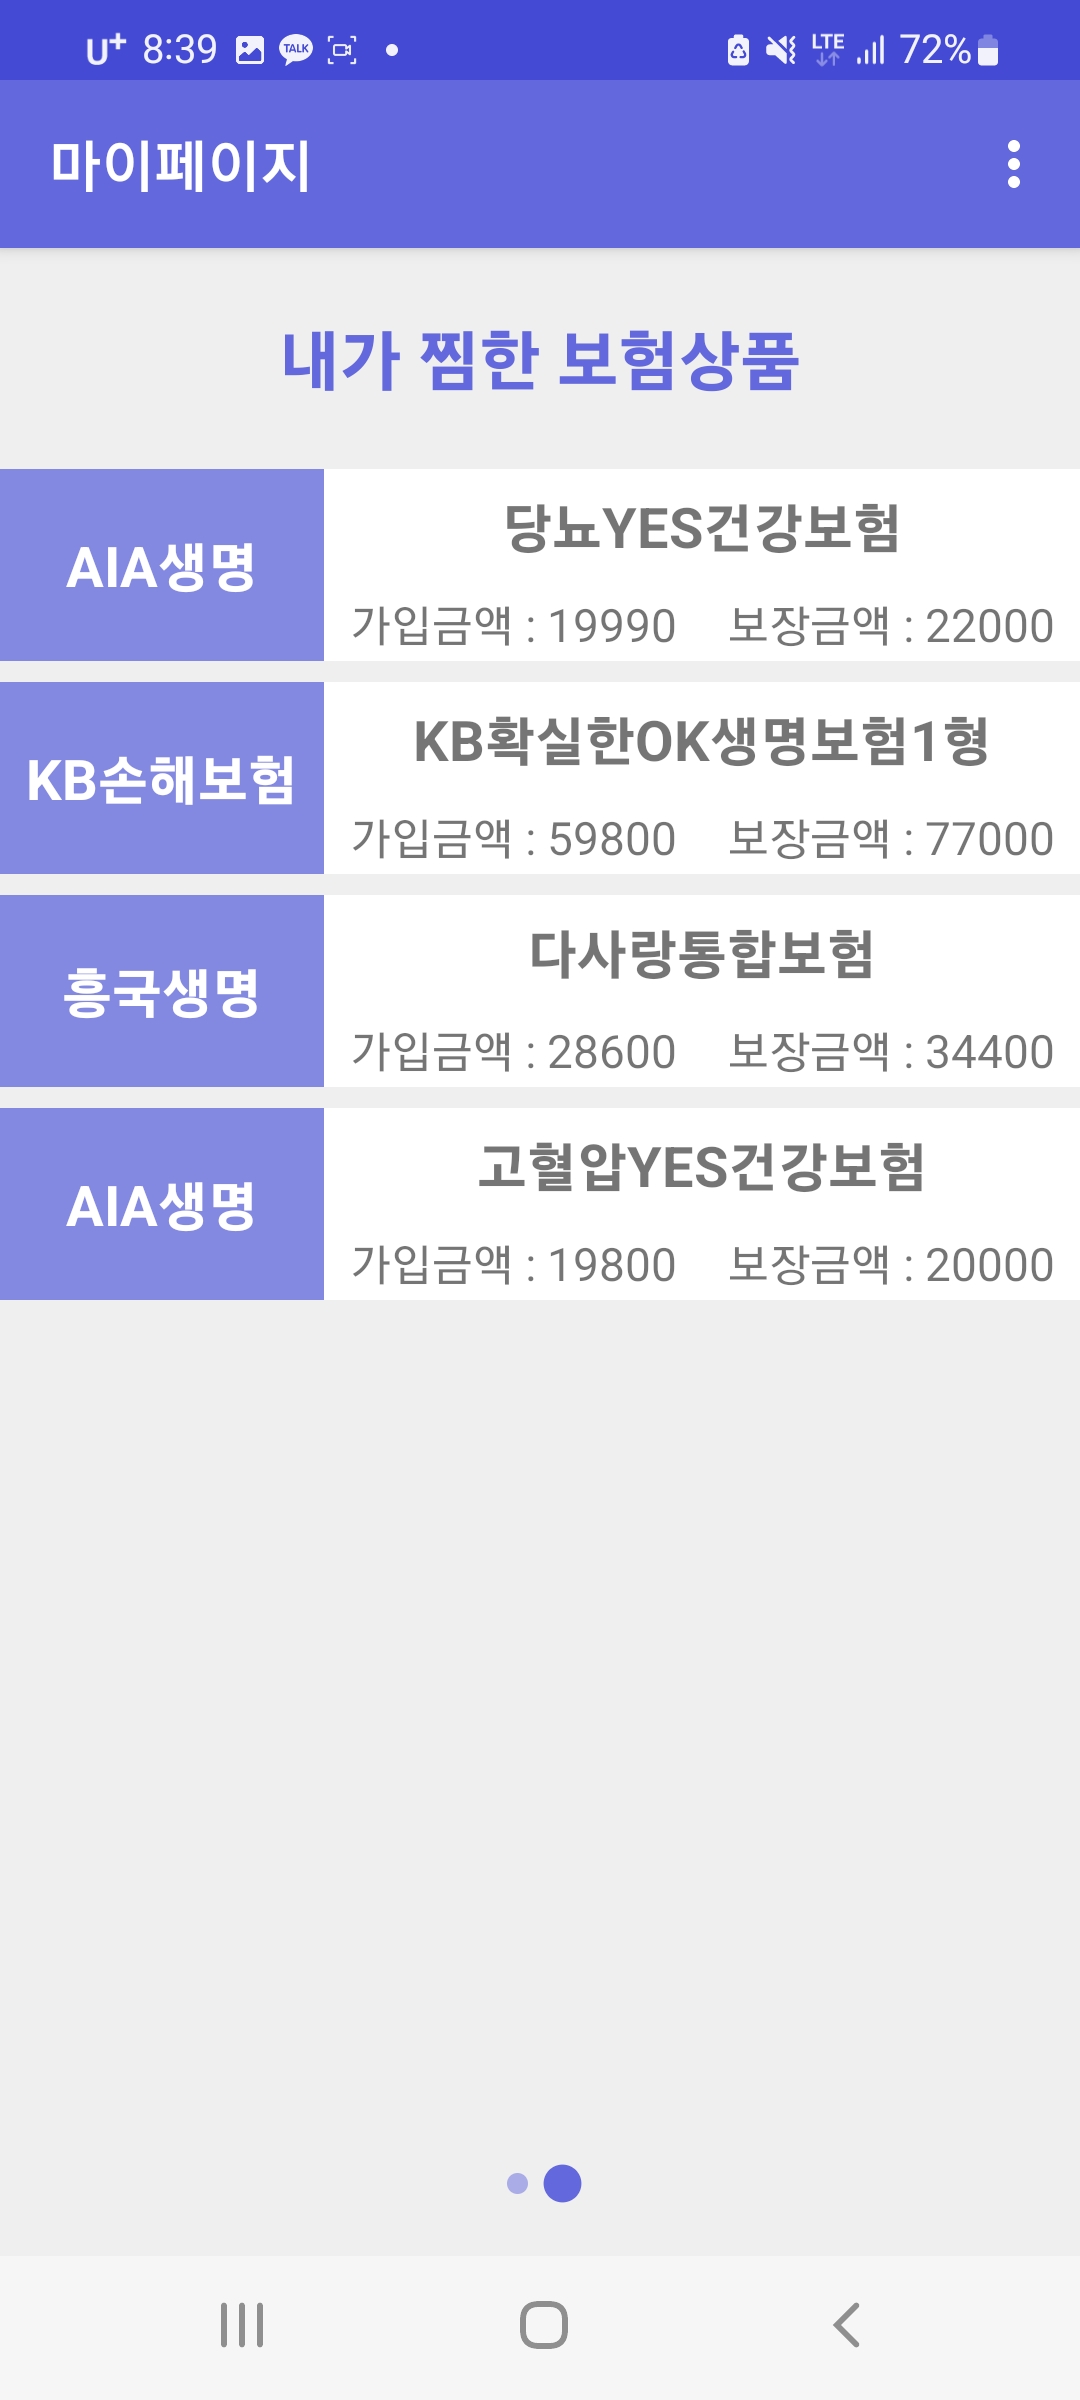 U+ 8:39 TALK LTE 72%
마이페이지
내가 찜한 보험상품
AIA생명
당뇨YES건강보험
가입금액 : 19990 보장금액 : 22000
KB손해보험
KB확실한OK생명보험1형
가입금액 : 59800 보장금액 : 77000
흥국생명
다사랑통합보험
가입금액 : 28600 보장금액 : 34400
AIA생명
고혈압YES건강보험
가입금액 : 19800 보장금액 : 20000